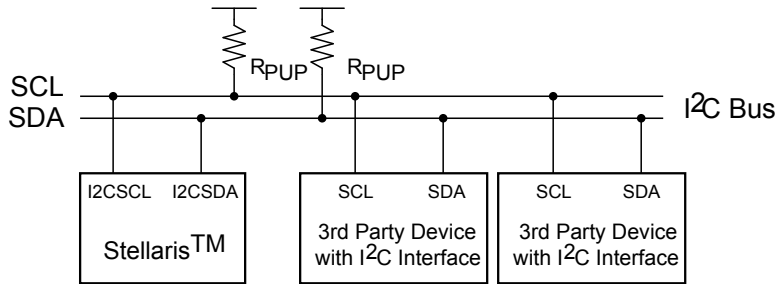 RPUP RPUP
SCL
SDA
I2C Bus
I2CSCL I2CSDA
Stellaris™
SCL SDA
3rd Party Device
with I2C Interface
SCL SDA
3rd Party Device
with I2C Interface